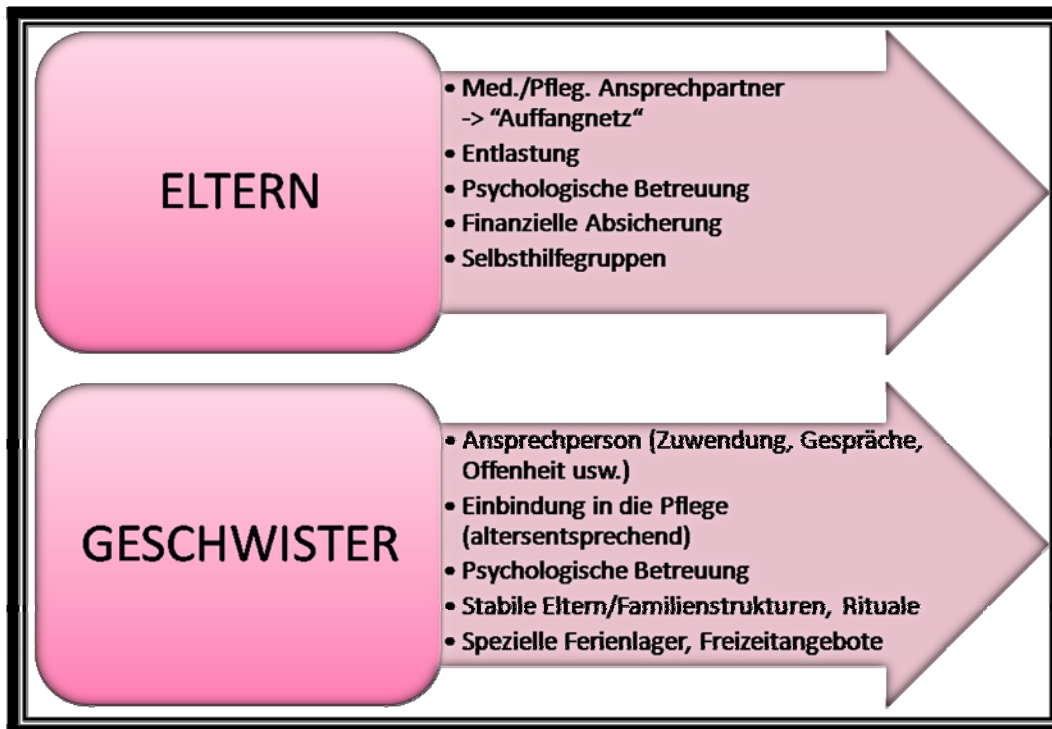 ELTERN
• Med./Pfleg. Ansprechpartner
-> “Auffangnetz“
• Entlastung
• Psychologische Betreuung
• Finanzielle Absicherung
• Selbsthilfegruppen
GESCHWISTER
• Ansprechperson (Zuwendung, Gespräche,
Offenheit usw.)
• Einbindung in die Pflege
(altersentsprechend)
• Psychologische Betreuung
• Stabile Eltern/Familienstrukturen, Rituale
• Spezielle Ferienlager, Freizeitangebote